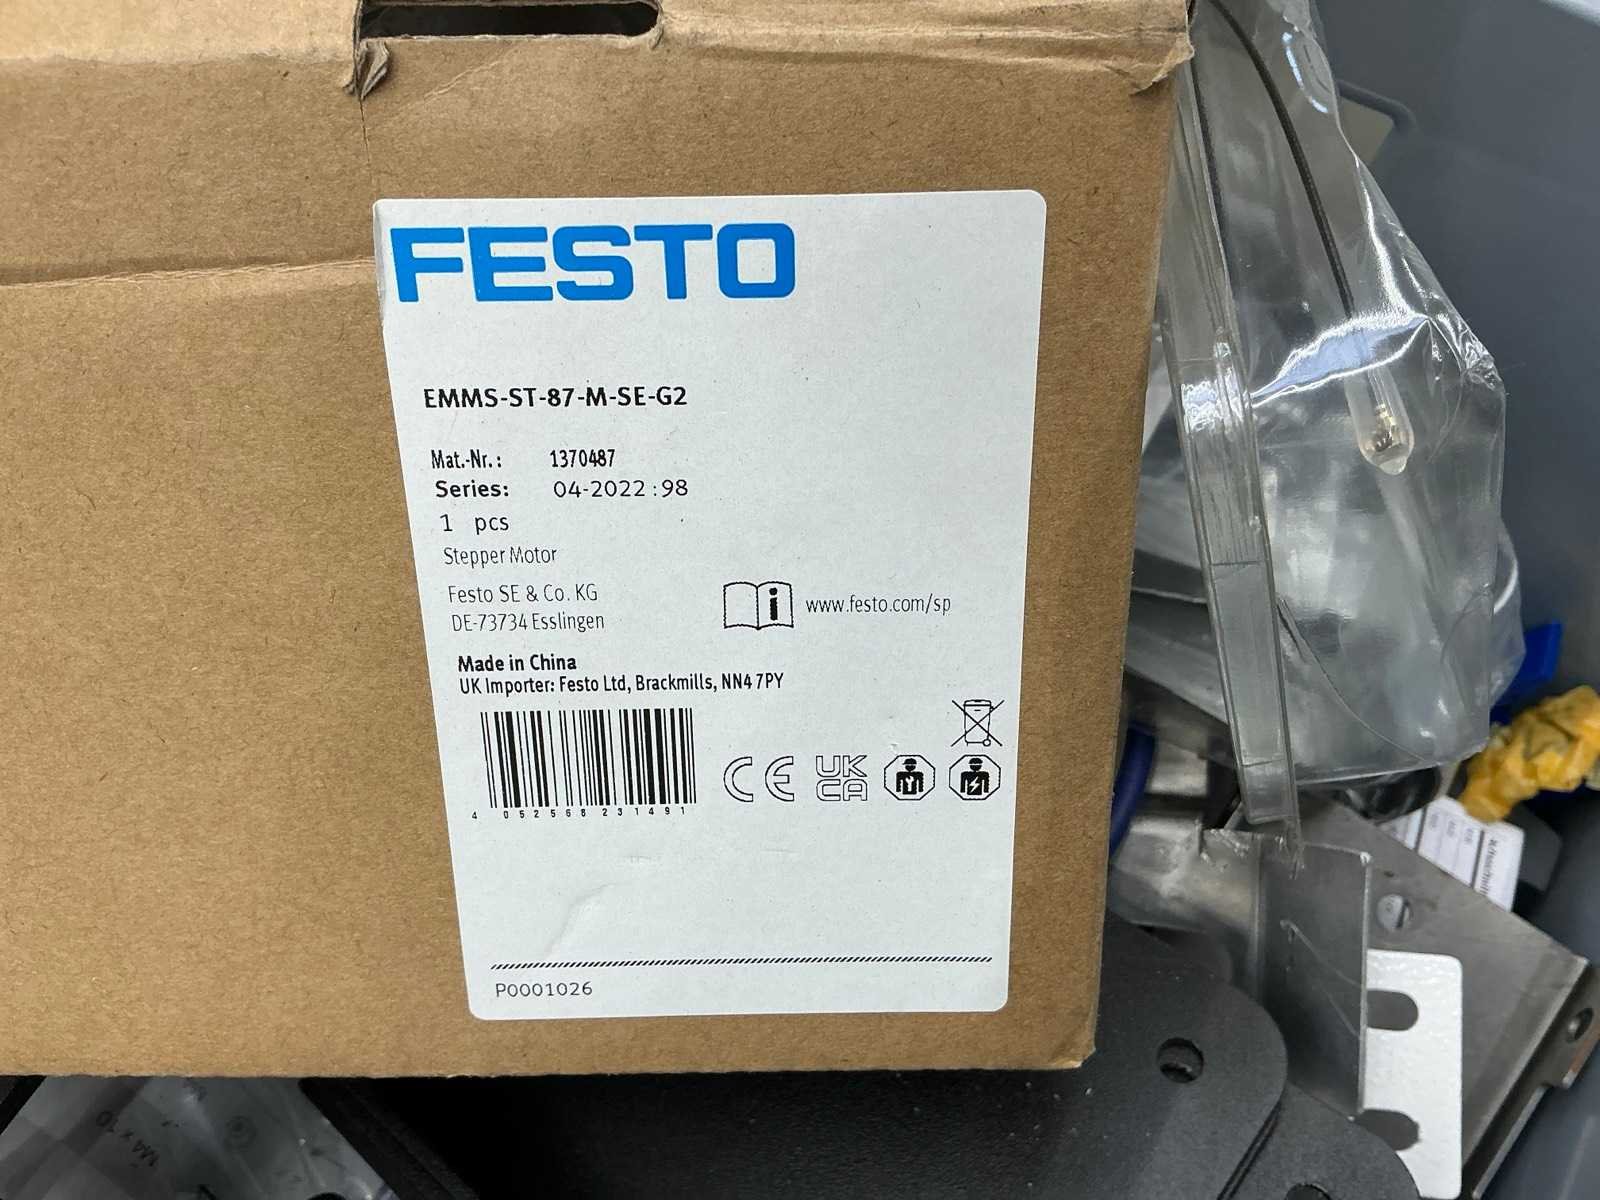 FESTO
EMMS-ST-87-M-SE-G2
Mat.-Nr.: 1370487
Series: 04-2022 :98
1 pcs
Stepper Motor
Festo SE & Co. KG
DE-73734 Esslingen
i www.festo.com/sp
Made in China
UK Importer: Festo Ltd, Brackmills, NN4 7PY
CE UK CA
4 052568 231491
P0001026
M4 x 10